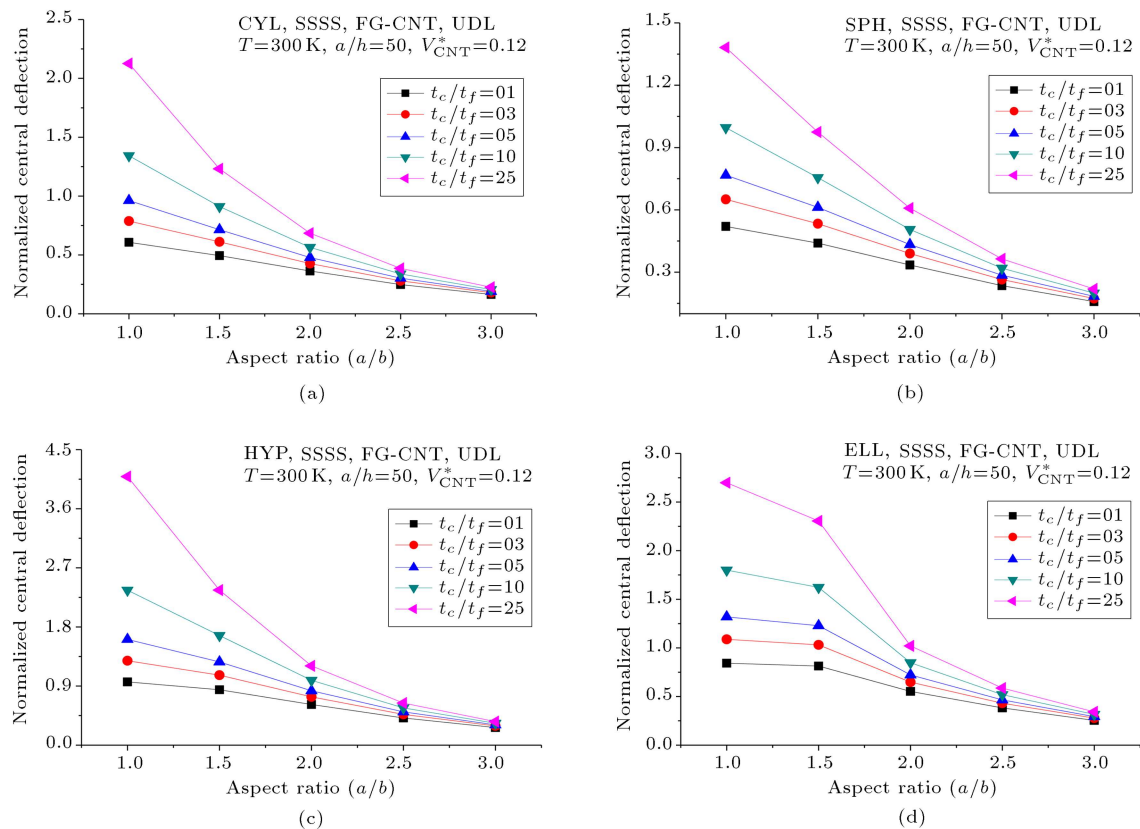 CYL, SSSS, FG-CNT, UDL
T=300 K, a/h=50, V*CNT=0.12
tc/tf=01
tc/tf=03
tc/tf=05
tc/tf=10
tc/tf=25
Normalized central deflection
2.5
2.0
1.5
1.0
0.5
0.0
1.0 1.5 2.0 2.5 3.0
Aspect ratio (a/b)
(a)
SPH, SSSS, FG-CNT, UDL
T=300 K, a/h=50, V*CNT=0.12
tc/tf=01
tc/tf=03
tc/tf=05
tc/tf=10
tc/tf=25
Normalized central deflection
1.5
1.2
0.9
0.6
0.3
1.0 1.5 2.0 2.5 3.0
Aspect ratio (a/b)
(b)
HYP, SSSS, FG-CNT, UDL
T=300 K, a/h=50, V*CNT=0.12
tc/tf=01
tc/tf=03
tc/tf=05
tc/tf=10
tc/tf=25
Normalized central deflection
4.5
3.6
2.7
1.8
0.9
0.0
1.0 1.5 2.0 2.5 3.0
Aspect ratio (a/b)
(c)
ELL, SSSS, FG-CNT, UDL
T=300 K, a/h=50, V*CNT=0.12
tc/tf=01
tc/tf=03
tc/tf=05
tc/tf=10
tc/tf=25
Normalized central deflection
3.0
2.5
2.0
1.5
1.0
0.5
0.0
1.0 1.5 2.0 2.5 3.0
Aspect ratio (a/b)
(d)